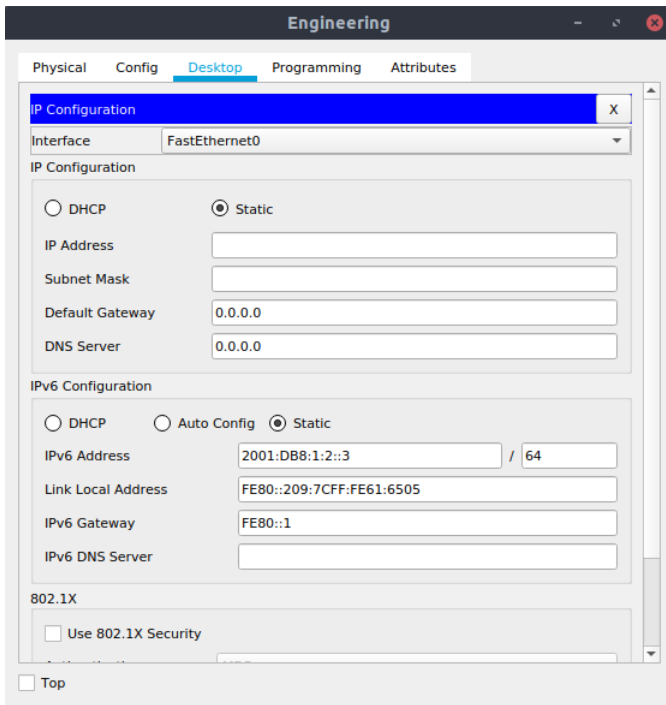 Engineering
Physical Config Desktop Programming Attributes
IP Configuration X
Interface FastEthernet0
IP Configuration
DHCP Static
IP Address
Subnet Mask
Default Gateway 0.0.0.0
DNS Server 0.0.0.0
IPv6 Configuration
DHCP Auto Config Static
IPv6 Address 2001:DB8:1:2::3 / 64
Link Local Address FE80::209:7CFF:FE61:6505
IPv6 Gateway FE80::1
IPv6 DNS Server
802.1X
Use 802.1X Security
Top